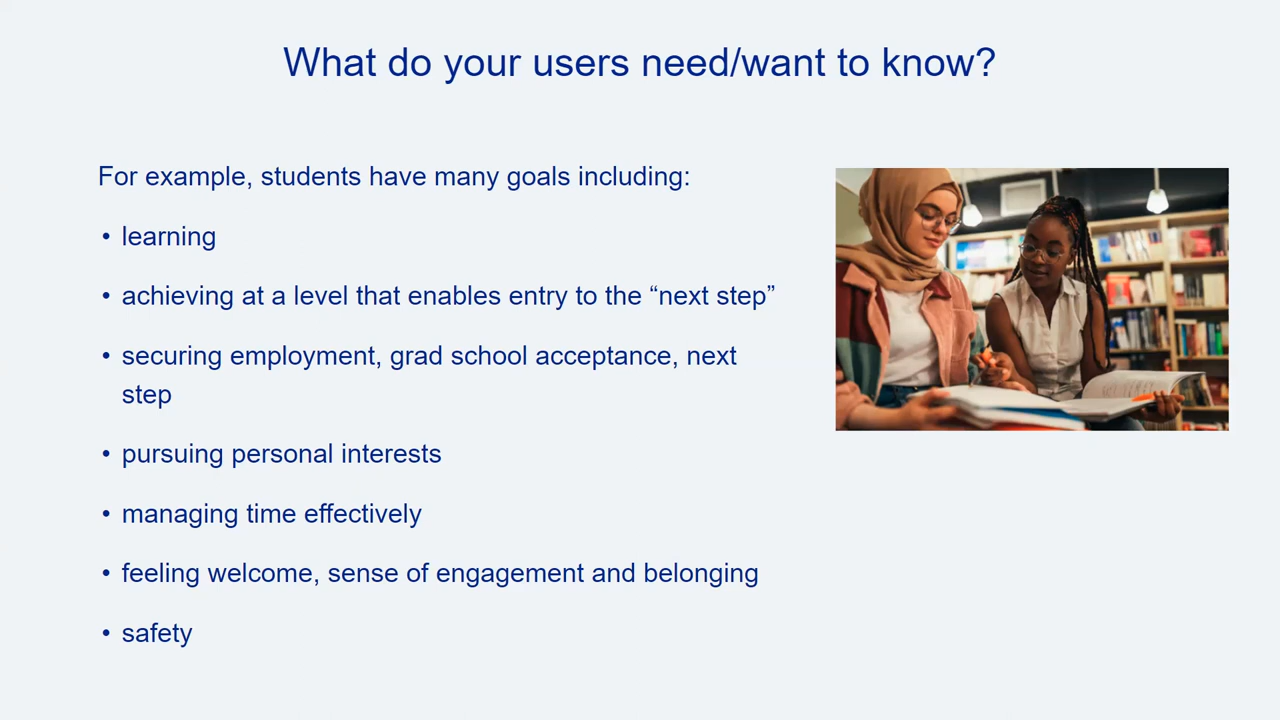 What do your users need/want to know?
For example, students have many goals including:
• learning
• achieving at a level that enables entry to the “next step”
• securing employment, grad school acceptance, next
step
• pursuing personal interests
• managing time effectively
• feeling welcome, sense of engagement and belonging
• safety